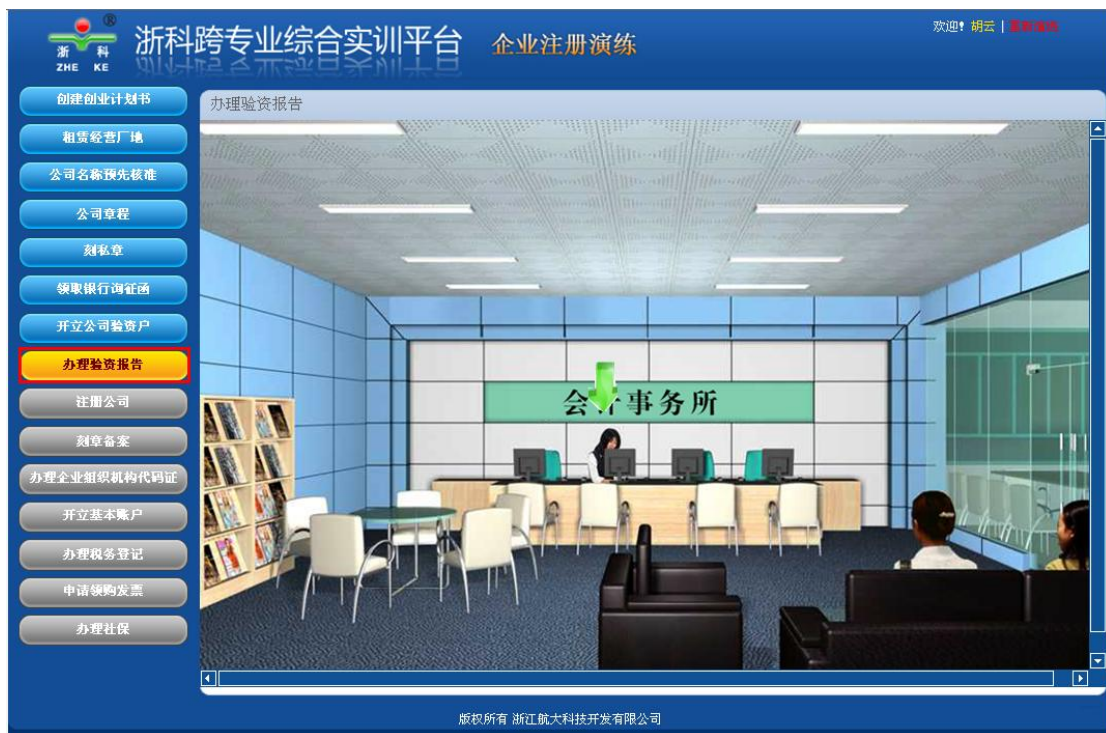 浙 科
ZHE KE
®
浙科跨专业综合实训平台
企业注册演练
欢迎! 胡云 |
创建创业计划书
租赁经营厂地
公司名称预先核准
公司章程
刻私章
领取银行询征函
开立公司验资户
办理验资报告
注册公司
刻章备案
办理企业组织机构代码证
开立基本账户
办理税务登记
申请领购发票
办理社保
办理验资报告
会计事务所
版权所有 浙江航大科技开发有限公司